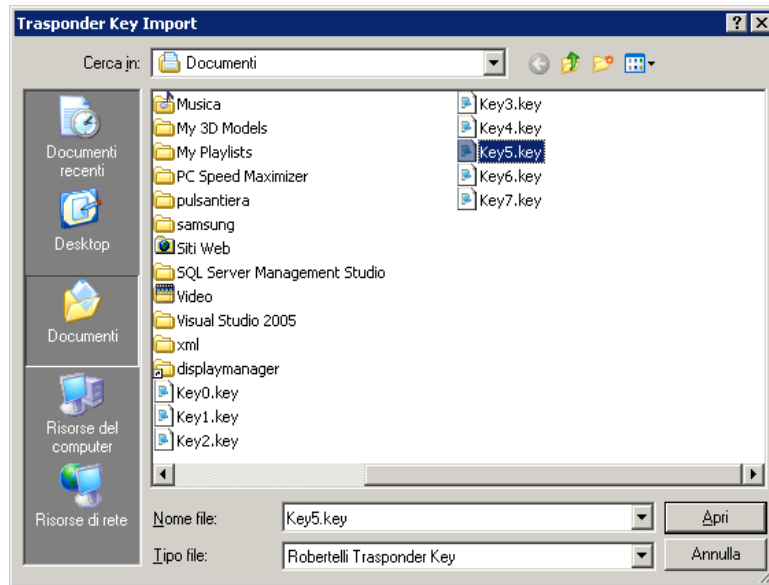 Trasponder Key Import
Cerca in:
Documenti
Documenti
recenti
Desktop
Documenti
Risorse del
computer
Risorse di rete
Musica
My 3D Models
My Playlists
PC Speed Maximizer
pulsantiera
samsung
Siti Web
SQL Server Management Studio
Video
Visual Studio 2005
xml
displaymanager
Key0.key
Key1.key
Key2.key
Key3.key
Key4.key
Key5.key
Key6.key
Key7.key
Nome file:
Key5.key
Apri
Tipo file:
Robertelli Trasponder Key
Annulla